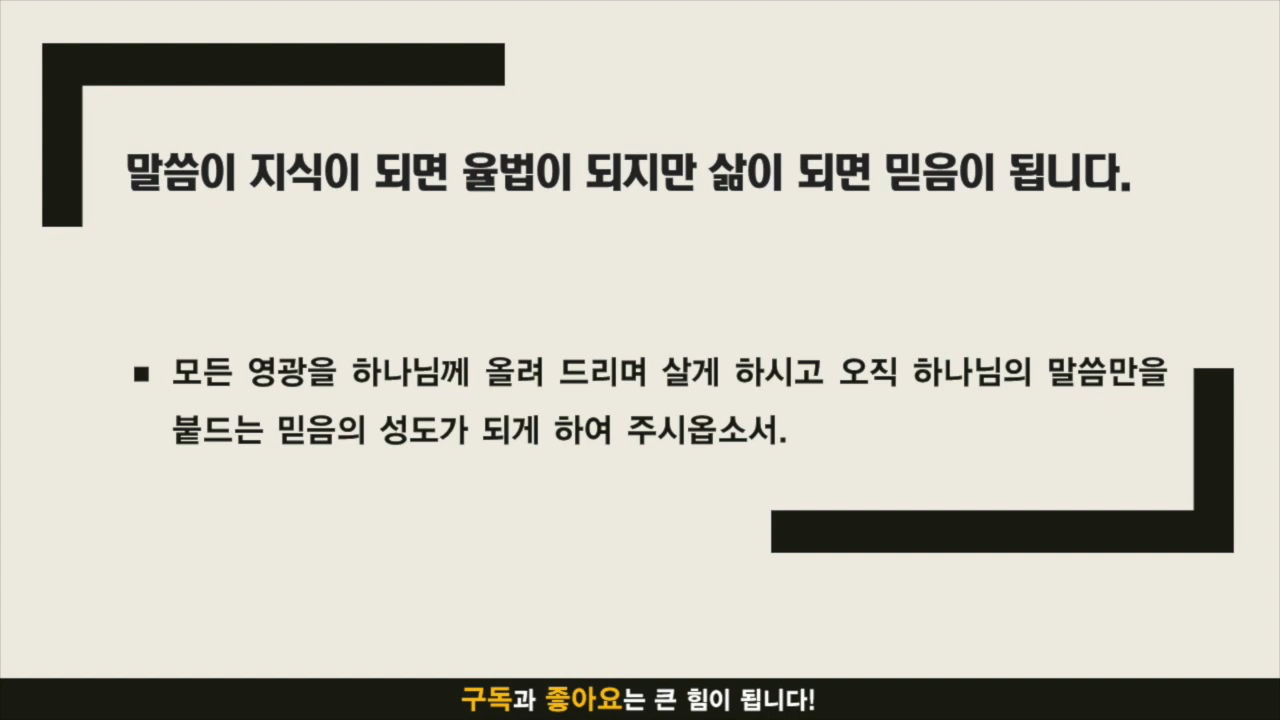 말씀이 지식이 되면 율법이 되지만 삶이 되면 믿음이 됩니다.
■ 모든 영광을 하나님께 올려 드리며 살게 하시고 오직 하나님의 말씀만을
붙드는 믿음의 성도가 되게 하여 주시옵소서.
구독과 좋아요는 큰 힘이 됩니다!